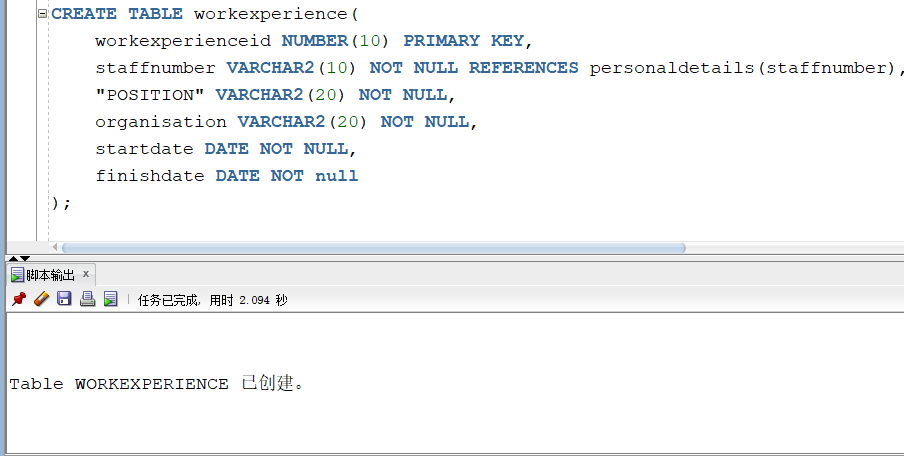 CREATE TABLE workexperience(
workexperienceid NUMBER(10) PRIMARY KEY,
staffnumber VARCHAR2(10) NOT NULL REFERENCES personaldetails(staffnumber),
"POSITION" VARCHAR2(20) NOT NULL,
organisation VARCHAR2(20) NOT NULL,
startdate DATE NOT NULL,
finishdate DATE NOT null
);
脚本输出 ×
任务已完成, 用时 2.094 秒
Table WORKEXPERIENCE 已创建。